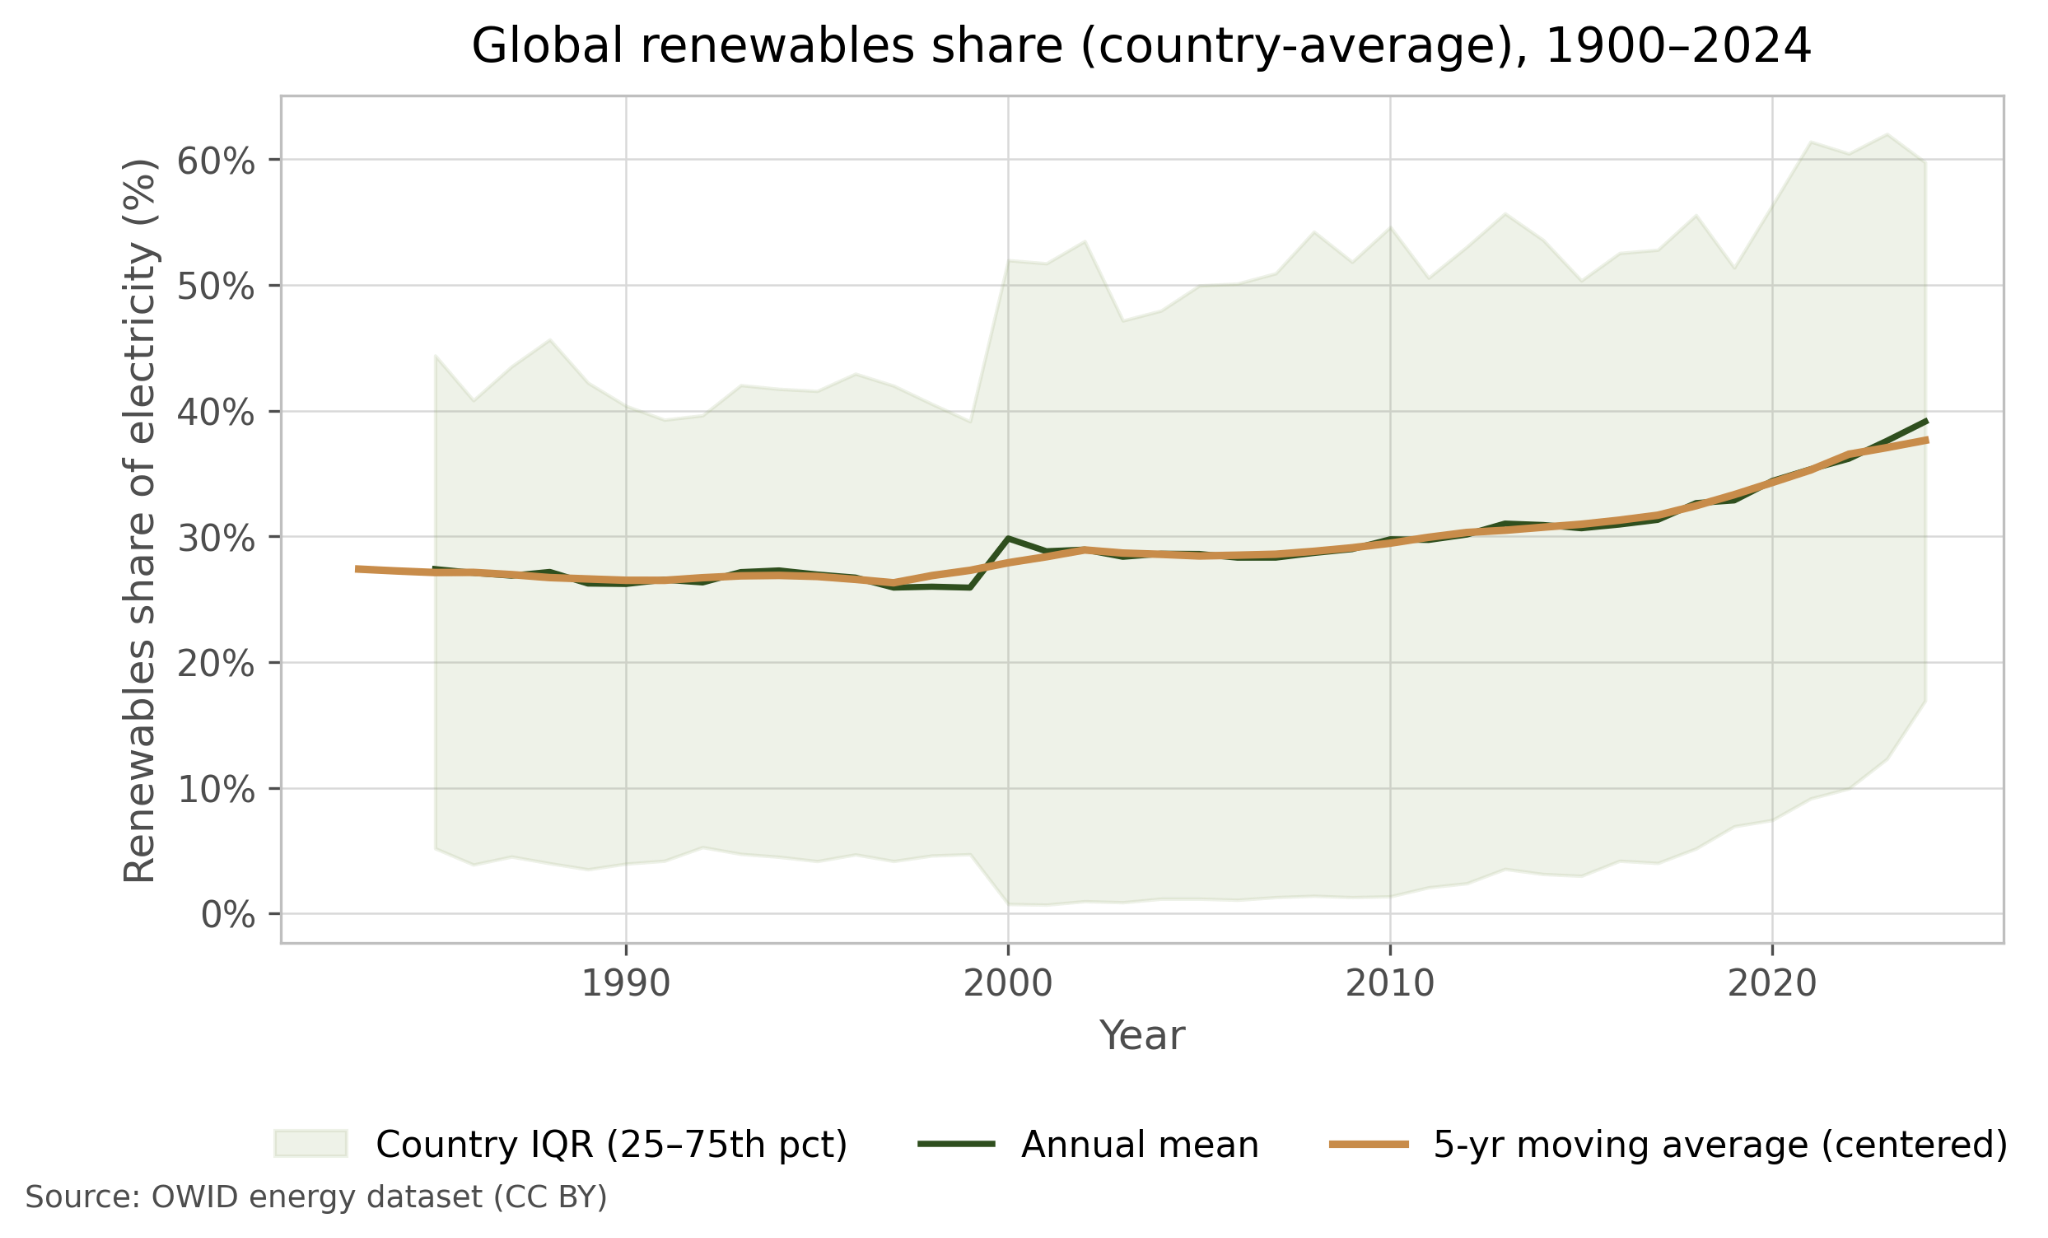 Global renewables share (country-average), 1900–2024
Renewables share of electricity (%)
60%
50%
40%
30%
20%
10%
0%
1990
2000
2010
2020
Year
Country IQR (25–75th pct)
Annual mean
5-yr moving average (centered)
Source: OWID energy dataset (CC BY)